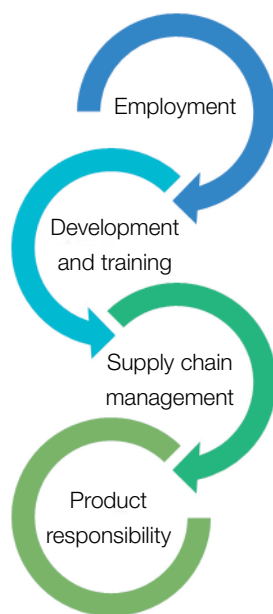 Employment
Development
and training
Supply chain
management
Product
responsibility